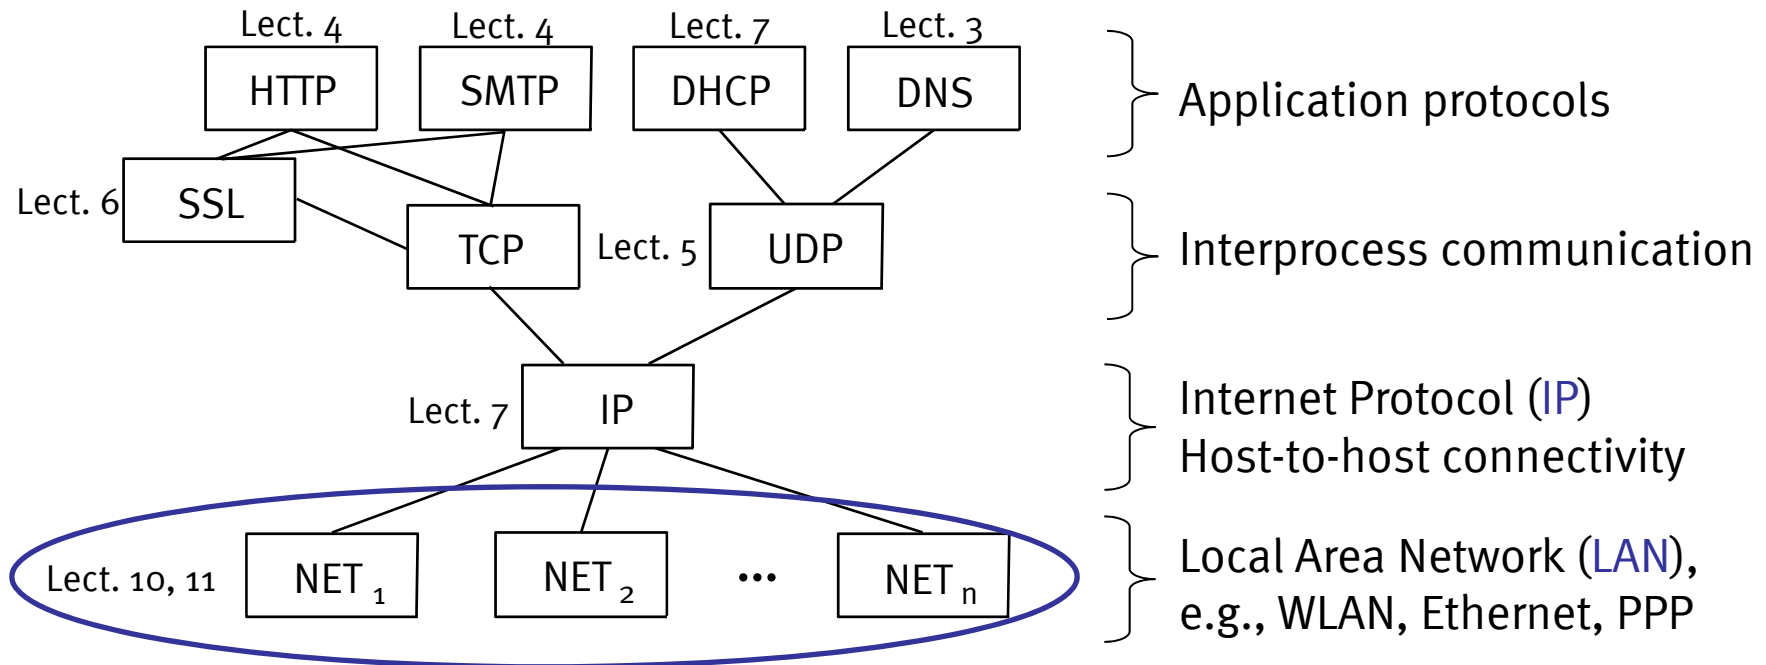 Lect. 4
Lect. 4
Lect. 7
Lect. 3
HTTP
SMTP
DHCP
DNS
Application protocols
Lect. 6
SSL
TCP
Lect. 5
UDP
Interprocess communication
Lect. 7
IP
Internet Protocol (IP)
Host-to-host connectivity
Lect. 10, 11
NET 1
NET 2
...
NET n
Local Area Network (LAN),
e.g., WLAN, Ethernet, PPP